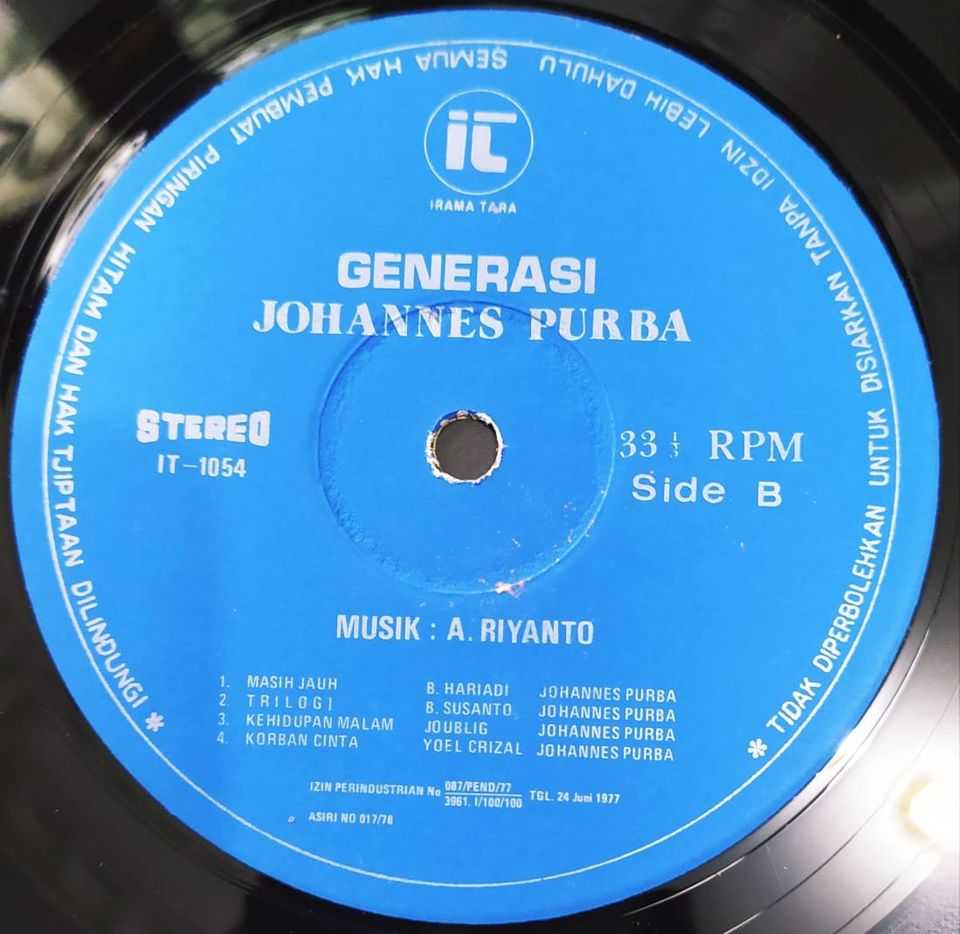 SEMUA HAK PEMBUAT PIRINGAN HITAM DAN HAK TJIPTAAN DILINDUNGI *
* TIDAK DIPERBOLEHKAN UNTUK DISIARKAN TANPA IDZIN LEBIH DAHULU
it
IRAMA TARA
GENERASI
JOHANNES PURBA
STEREO
IT-1054
33 1/3 RPM
Side B
MUSIK : A. RIYANTO
1. MASIH JAUH B. HARIADI JOHANNES PURBA
2. TRILOGI B. SUSANTO JOHANNES PURBA
3. KEHIDUPAN MALAM JOUBLIG JOHANNES PURBA
4. KORBAN CINTA YOEL CRIZAL JOHANNES PURBA
IZIN PERINDUSTRIAN No 087/PEND/77 TGL. 24 Juni 1977
3961. I/100/100
ASIRI NO 017/78